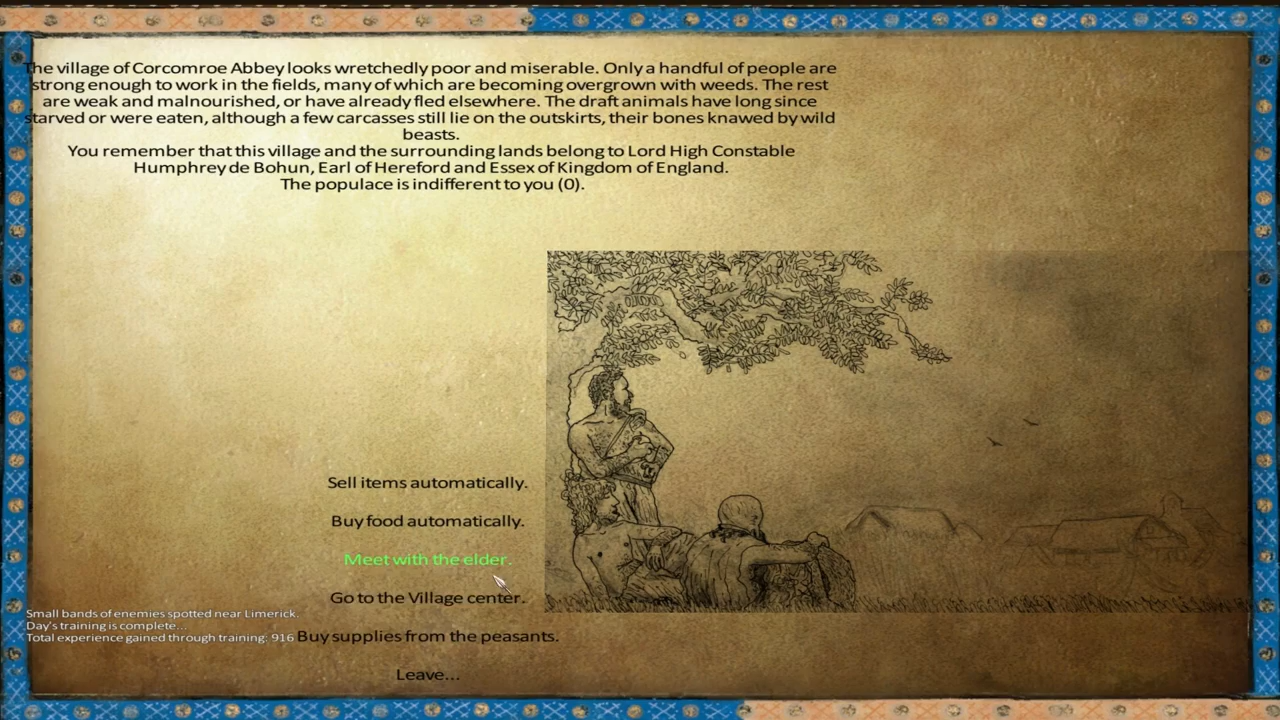 The village of Corcomroe Abbey looks wretchedly poor and miserable. Only a handful of people are
strong enough to work in the fields, many of which are becoming overgrown with weeds. The rest
are weak and malnourished, or have already fled elsewhere. The draft animals have long since
starved or were eaten, although a few carcasses still lie on the outskirts, their bones knawed by wild
beasts.
You remember that this village and the surrounding lands belong to Lord High Constable
Humphrey de Bohun, Earl of Hereford and Essex of Kingdom of England.
The populace is indifferent to you (0).
Sell items automatically.
Buy food automatically.
Meet with the elder.
Go to the Village center.
Small bands of enemies spotted near Limerick.
Day's training is complete...
Total experience gained through training: 916
Buy supplies from the peasants.
Leave...